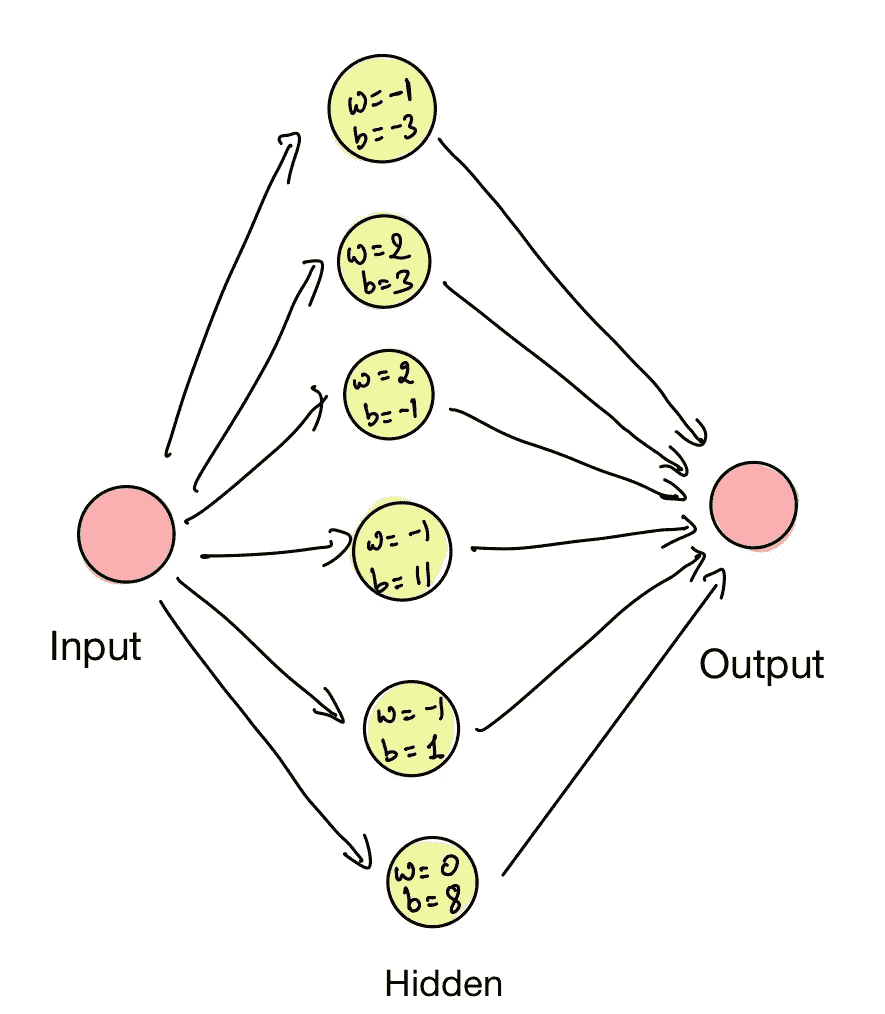 w=-1
b=-3
w=2
b=3
w=2
b=-1
w=-1
b=11
Input
Output
w=-1
b=1
w=0
b=8
Hidden